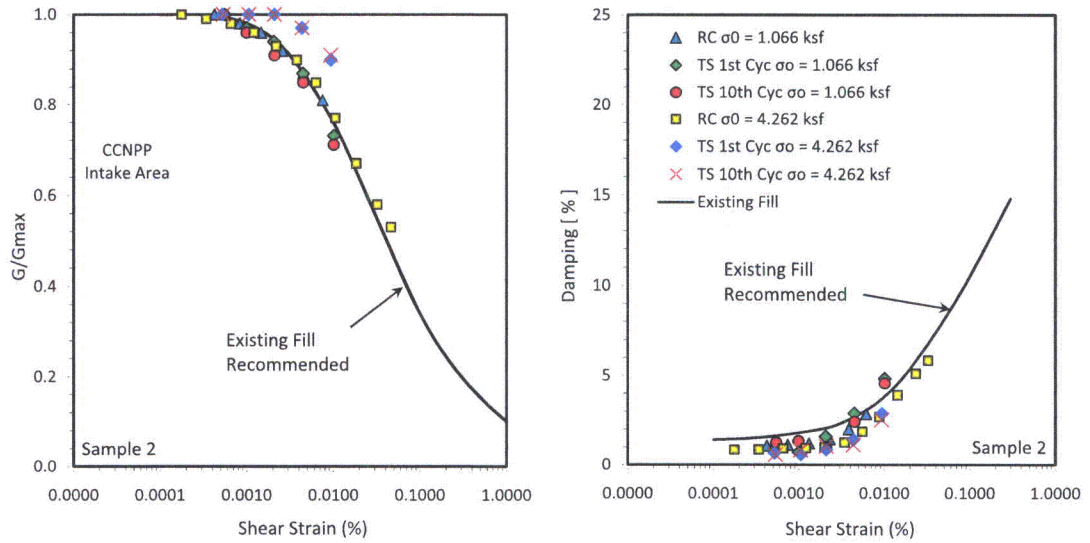 G/Gmax
1.0
0.8
0.6
0.4
0.2
0.0
CCNPP
Intake Area
Existing Fill
Recommended
Sample 2
0.0000 0.0001 0.0010 0.0100 0.1000 1.0000
Shear Strain (%)
Damping [ % ]
25
20
15
10
5
0
RC σ0 = 1.066 ksf
TS 1st Cyc σo = 1.066 ksf
TS 10th Cyc σo = 1.066 ksf
RC σ0 = 4.262 ksf
TS 1st Cyc σo = 4.262 ksf
TS 10th Cyc σo = 4.262 ksf
Existing Fill
Existing Fill
Recommended
Sample 2
0.0000 0.0001 0.0010 0.0100 0.1000 1.0000
Shear Strain (%)